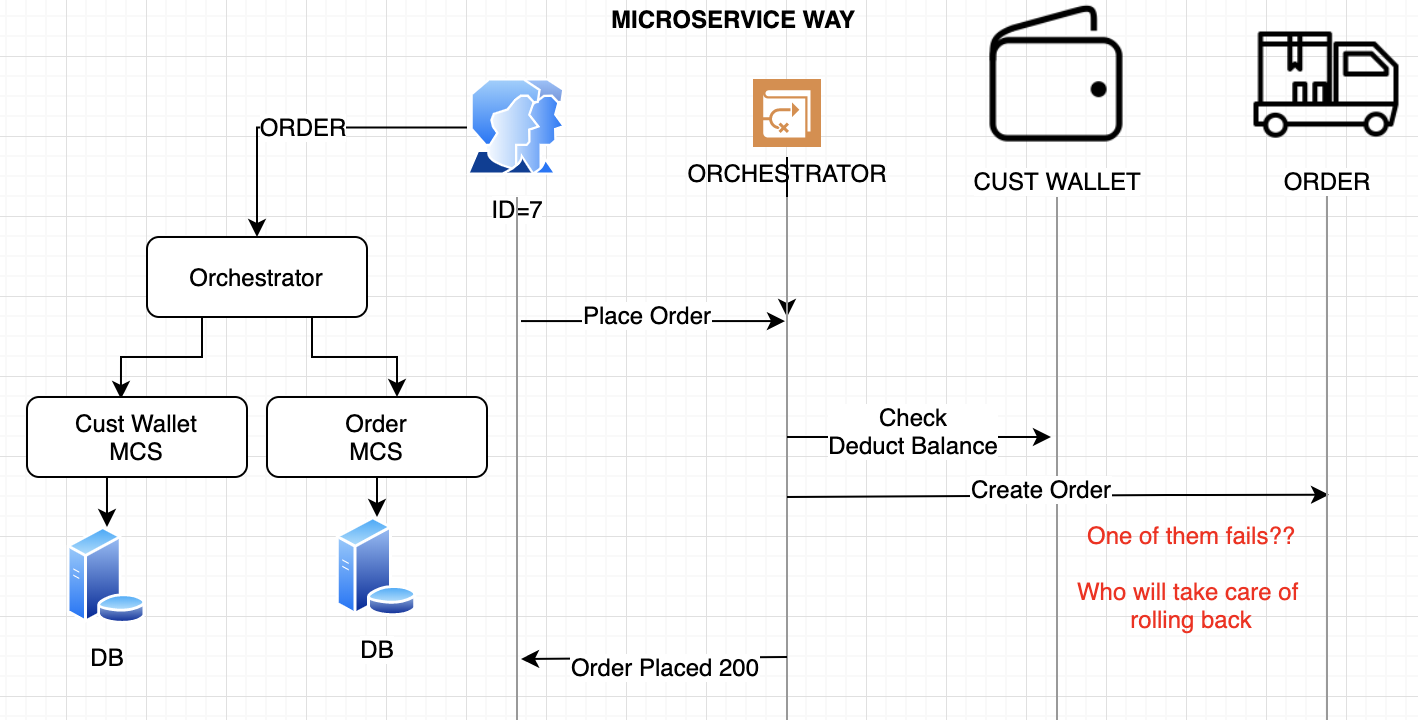 MICROSERVICE WAY
ORDER
ID=7
ORCHESTRATOR
CUST WALLET
ORDER
Orchestrator
Place Order
Cust Wallet
MCS
Order
MCS
Check
Deduct Balance
Create Order
One of them fails??
Who will take care of
rolling back
DB
DB
Order Placed 200